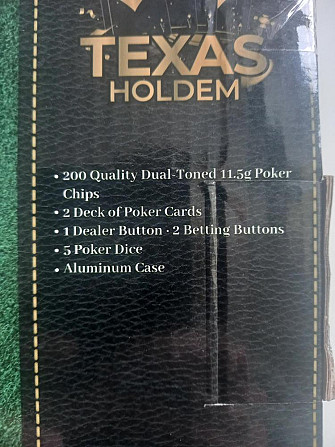 TEXAS
HOLDEM
• 200 Quality Dual-Toned 11.5g Poker
Chips
• 2 Deck of Poker Cards
• 1 Dealer Button · 2 Betting Buttons
• 5 Poker Dice
• Aluminum Case